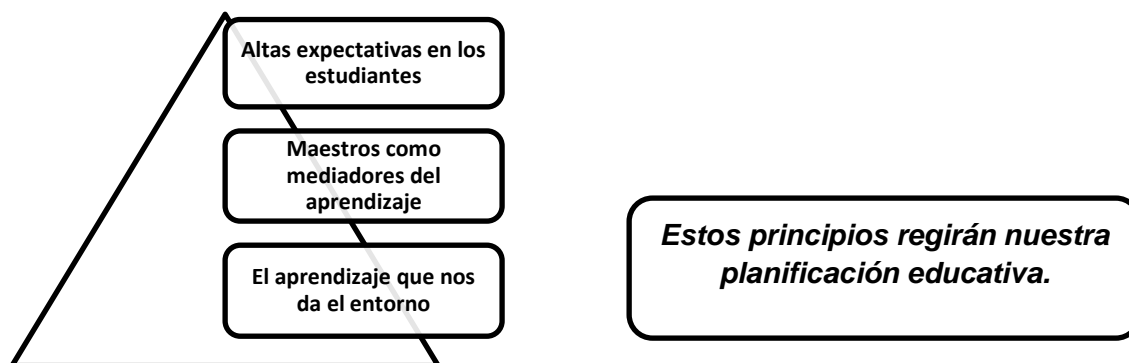 Altas expectativas en los
estudiantes
Maestros como
mediadores del
aprendizaje
El aprendizaje que nos
da el entorno
Estos principios regirán nuestra
planificación educativa.